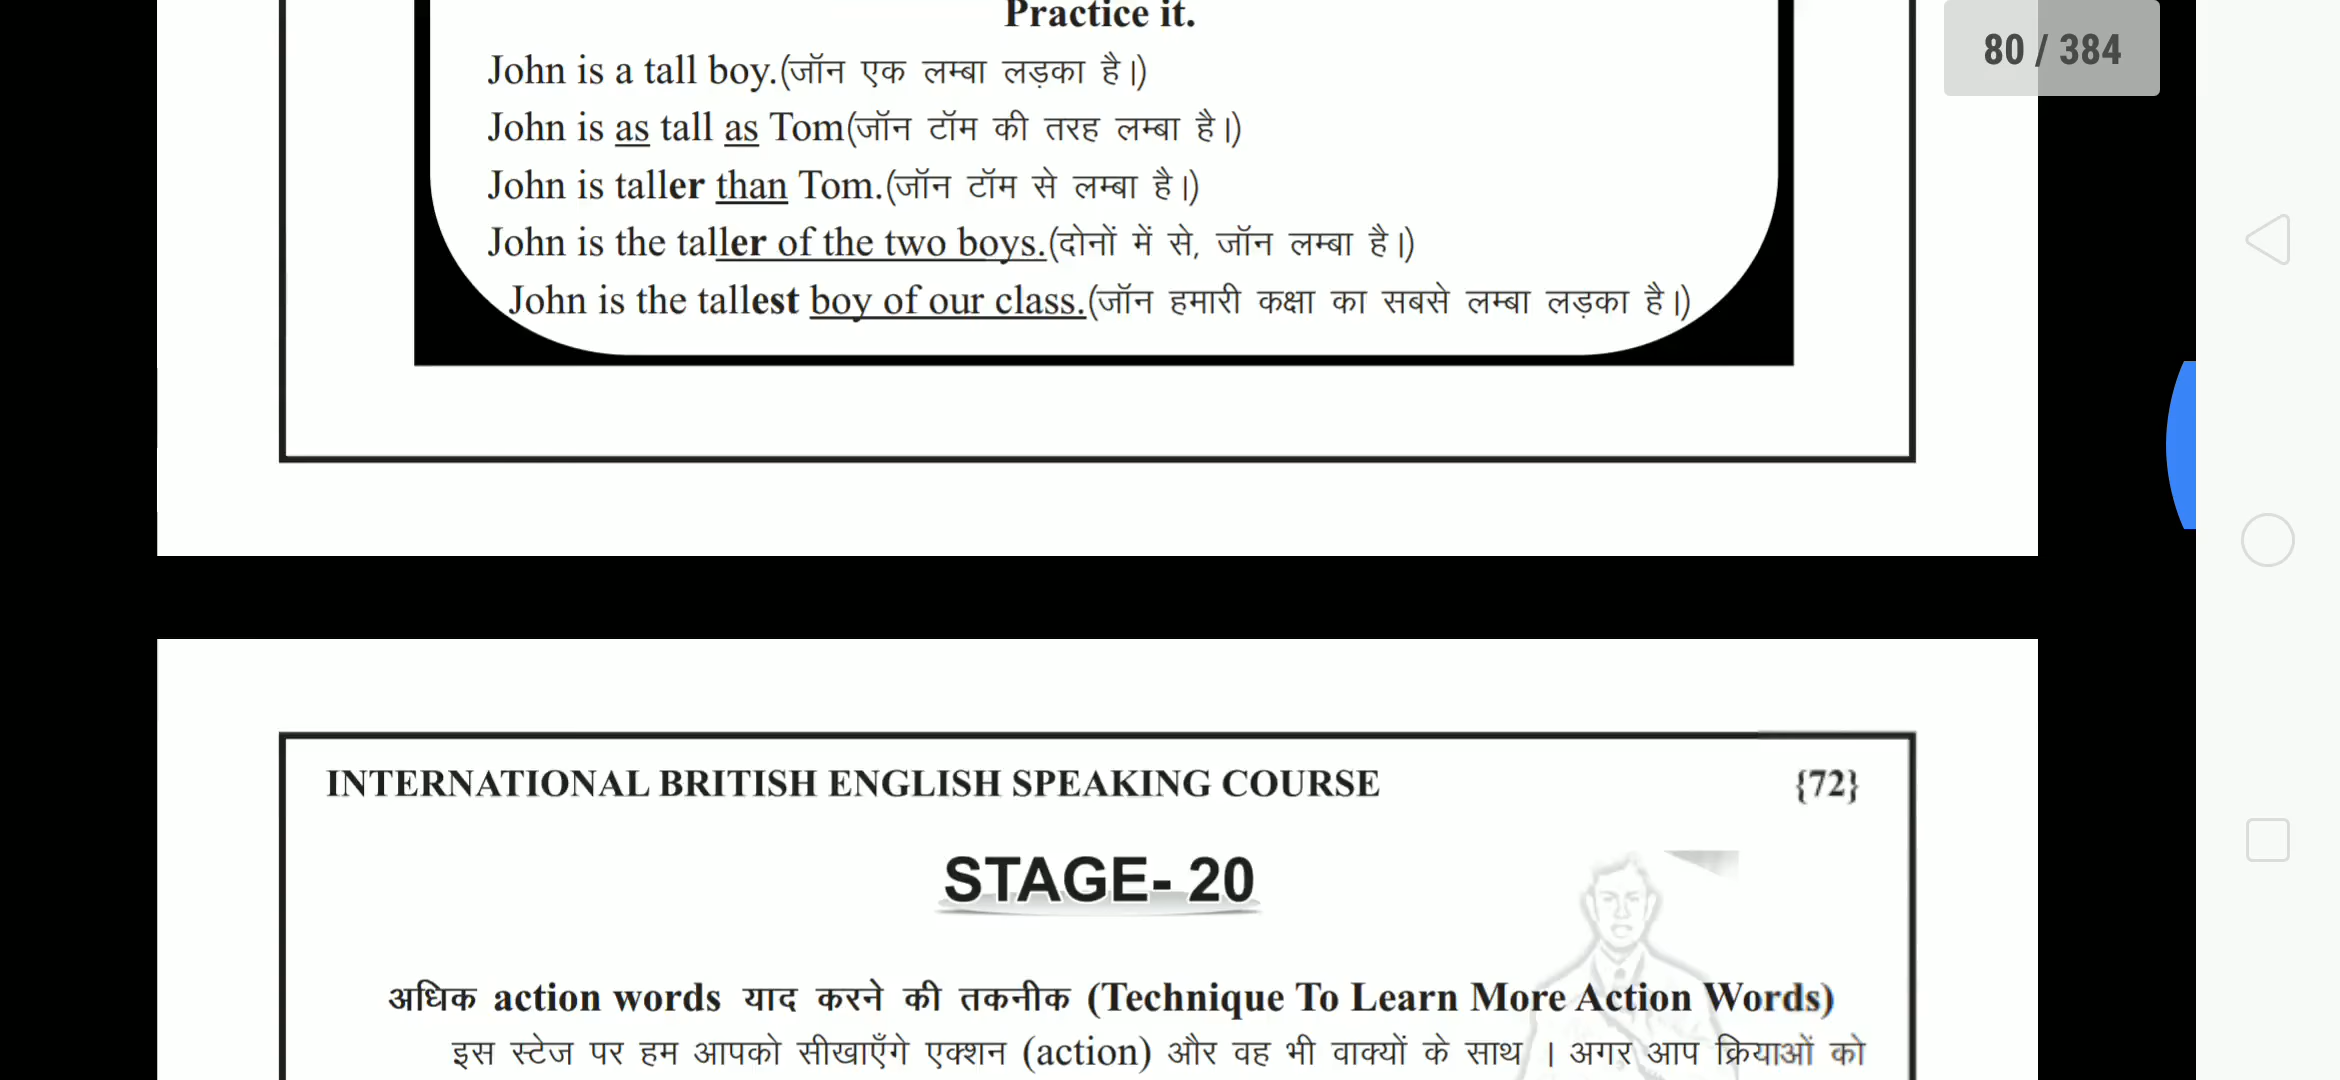 Practice it.
80 / 384
John is a tall boy.(जॉन एक लम्बा लड़का है।)
John is as tall as Tom(जॉन टॉम की तरह लम्बा है।)
John is taller than Tom.(जॉन टॉम से लम्बा है।)
John is the taller of the two boys.(दोनों में से, जॉन लम्बा है।)
John is the tallest boy of our class.(जॉन हमारी कक्षा का सबसे लम्बा लड़का है।)
INTERNATIONAL BRITISH ENGLISH SPEAKING COURSE {72}
STAGE- 20
अधिक action words याद करने की तकनीक (Technique To Learn More Action Words)
इस स्टेज पर हम आपको सीखाएँगे एक्शन (action) और वह भी वाक्यों के साथ । अगर आप क्रियाओं को